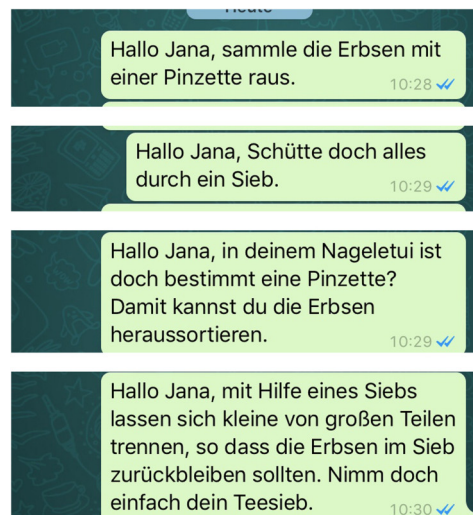 Heute
Hallo Jana, sammle die Erbsen mit
einer Pinzette raus.
10:28
Hallo Jana, Schütte doch alles
durch ein Sieb.
10:29
Hallo Jana, in deinem Nageletui ist
doch bestimmt eine Pinzette?
Damit kannst du die Erbsen
heraussortieren.
10:29
Hallo Jana, mit Hilfe eines Siebs
lassen sich kleine von großen Teilen
trennen, so dass die Erbsen im Sieb
zurückbleiben sollten. Nimm doch
einfach dein Teesieb.
10:30